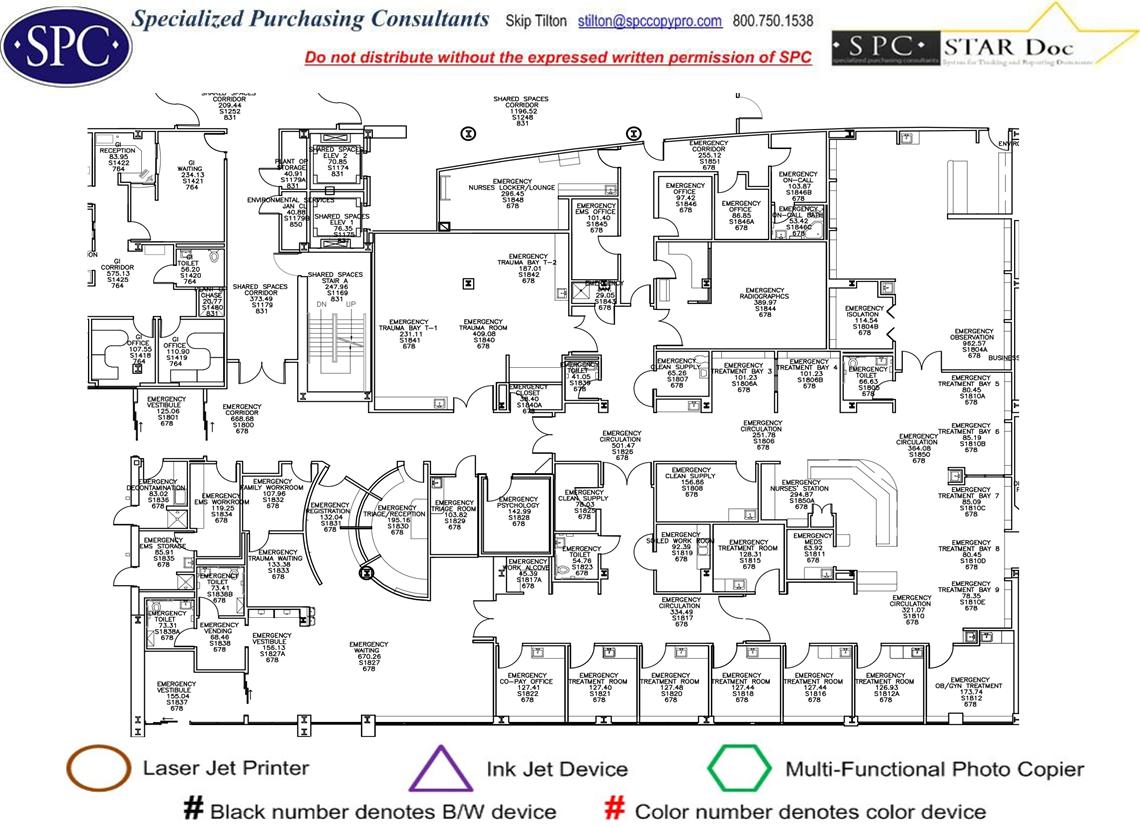 SPC
Specialized Purchasing Consultants Skip Tilton stilton@spccopypro.com 800.750.1538
Do not distribute without the expressed written permission of SPC
SPC STAR Doc
specialized purchasing consultants System for Tracking and Reporting Documents
SHARED SPACES
CORRIDOR
209.44
S1252
831
SHARED SPACES
CORRIDOR
1196.52
S1248
831
GI
RECEPTION
83.95
S1422
764
GI
WAITING
234.13
S1421
764
PLANT OP
STORAGE
40.91
S1179A
831
SHARED SPACES
ELEV 2
70.85
S1174
831
ENVIRONMENTAL SERVICES
JAN CL
40.88
S1179B
850
SHARED SPACES
ELEV 1
76.35
S1175
831
EMERGENCY
NURSES LOCKER/LOUNGE
296.45
S1848
678
EMERGENCY
EMS OFFICE
101.40
S1845
678
EMERGENCY
CORRIDOR
255.12
S1851
678
EMERGENCY
OFFICE
97.42
S1846
678
EMERGENCY
OFFICE
86.85
S1846A
678
EMERGENCY
ON-CALL
103.87
S1846B
678
EMERGENCY
ON-CALL BATH
53.42
S1846C
678
GI
CORRIDOR
575.13
S1425
764
GI
TOILET
56.20
S1420
764
CHASE
20.77
S1480
831
SHARED SPACES
CORRIDOR
373.49
S1179
831
SHARED SPACES
STAIR A
247.96
S1169
831
DN UP
GI
OFFICE
107.55
S1418
764
GI
OFFICE
110.90
S1419
764
EMERGENCY
TRAUMA BAY T-2
187.01
S1842
678
EMERGENCY
TRAUMA BAY T-1
231.11
S1841
678
EMERGENCY
TRAUMA ROOM
409.08
S1840
678
EMERGENCY
JAN.
29.05
S1843
678
EMERGENCY
RADIOGRAPHICS
389.97
S1844
678
EMERGENCY
ISOLATION
114.54
S1804B
678
EMERGENCY
OBSERVATION
962.57
S1804A
678
BUSINESS
EMERGENCY
TOILET
41.05
S1839
678
EMERGENCY
CLOSET
38.40
S1840A
678
EMERGENCY
CLEAN SUPPLY
65.26
S1807
678
EMERGENCY
TREATMENT BAY 3
101.23
S1806A
678
EMERGENCY
TREATMENT BAY 4
101.23
S1806B
678
EMERGENCY
TOILET
66.63
S1805
678
EMERGENCY
TREATMENT BAY 5
80.45
S1810A
678
EMERGENCY
VESTIBULE
125.06
S1801
678
EMERGENCY
CORRIDOR
668.68
S1800
678
EMERGENCY
CIRCULATION
501.47
S1826
678
EMERGENCY
CIRCULATION
251.78
S1806
678
EMERGENCY
CIRCULATION
364.08
S1850
678
EMERGENCY
TREATMENT BAY 6
85.19
S1810B
678
EMERGENCY
DECONTAMINATION
83.02
S1836
678
EMERGENCY
EMS WORKROOM
119.25
S1834
678
EMERGENCY
FAMILY WORKROOM
107.96
S1832
678
EMERGENCY
REGISTRATION
132.04
S1831
678
EMERGENCY
TRIAGE/RECEPTION
195.16
S1830
678
EMERGENCY
TRIAGE ROOM
103.82
S1829
678
EMERGENCY
PSYCHOLOGY
142.99
S1828
678
EMERGENCY
CLEAN SUPPLY
78.03
S1825
678
EMERGENCY
CLEAN SUPPLY
156.86
S1808
678
EMERGENCY
NURSES' STATION
294.87
S1850A
678
EMERGENCY
TREATMENT BAY 7
85.09
S1810C
678
EMERGENCY
EMS STORAGE
85.91
S1835
678
EMERGENCY
TRAUMA WAITING
133.38
S1833
678
EMERGENCY
WORK ALCOVE
45.39
S1817A
678
EMERGENCY
TOILET
54.76
S1823
678
EMERGENCY
SOILED WORK ROOM
92.39
S1819
678
EMERGENCY
TREATMENT ROOM
128.31
S1815
678
EMERGENCY
MEDS
63.92
S1811
678
EMERGENCY
TREATMENT BAY 8
80.45
S1810D
678
EMERGENCY
TREATMENT BAY 9
78.35
S1810E
678
EMERGENCY
TOILET
73.41
S1838B
678
EMERGENCY
TOILET
73.31
S1838A
678
EMERGENCY
VENDING
68.46
S1838
678
EMERGENCY
VESTIBULE
156.13
S1827A
678
EMERGENCY
WAITING
670.26
S1827
678
EMERGENCY
CIRCULATION
334.49
S1817
678
EMERGENCY
CIRCULATION
321.07
S1810
678
EMERGENCY
VESTIBULE
155.04
S1837
678
EMERGENCY
CO-PAY OFFICE
127.41
S1822
678
EMERGENCY
TREATMENT ROOM
127.40
S1821
678
EMERGENCY
TREATMENT ROOM
127.48
S1820
678
EMERGENCY
TREATMENT ROOM
127.44
S1818
678
EMERGENCY
TREATMENT ROOM
127.44
S1816
678
EMERGENCY
TREATMENT ROOM
126.93
S1812A
678
EMERGENCY
OB/GYN TREATMENT
173.74
S1812
678
Laser Jet Printer Ink Jet Device Multi-Functional Photo Copier
# Black number denotes B/W device # Color number denotes color device